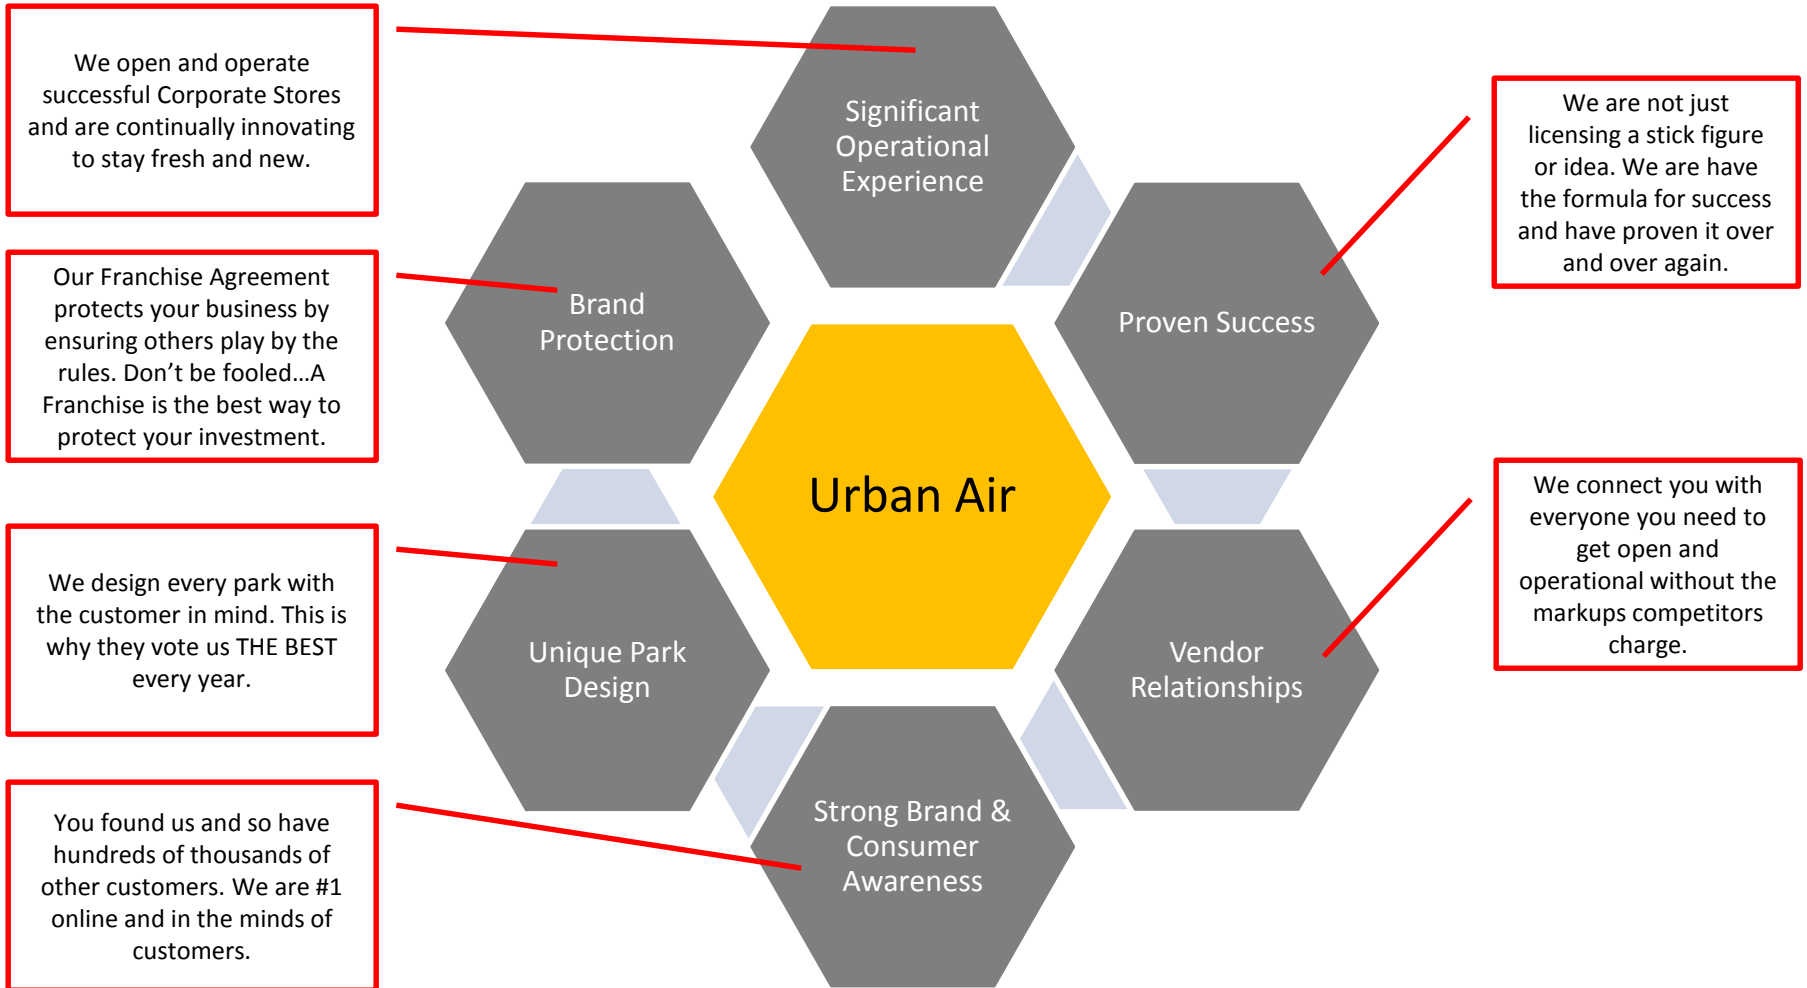 We open and operate
successful Corporate Stores
and are continually innovating
to stay fresh and new.
Our Franchise Agreement
protects your business by
ensuring others play by the
rules. Don’t be fooled…A
Franchise is the best way to
protect your investment.
We design every park with
the customer in mind. This is
why they vote us THE BEST
every year.
You found us and so have
hundreds of thousands of
other customers. We are #1
online and in the minds of
customers.
Significant
Operational
Experience
Brand
Protection
Proven Success
Urban Air
Unique Park
Design
Vendor
Relationships
Strong Brand &
Consumer
Awareness
We are not just
licensing a stick figure
or idea. We are have
the formula for success
and have proven it over
and over again.
We connect you with
everyone you need to
get open and
operational without the
markups competitors
charge.